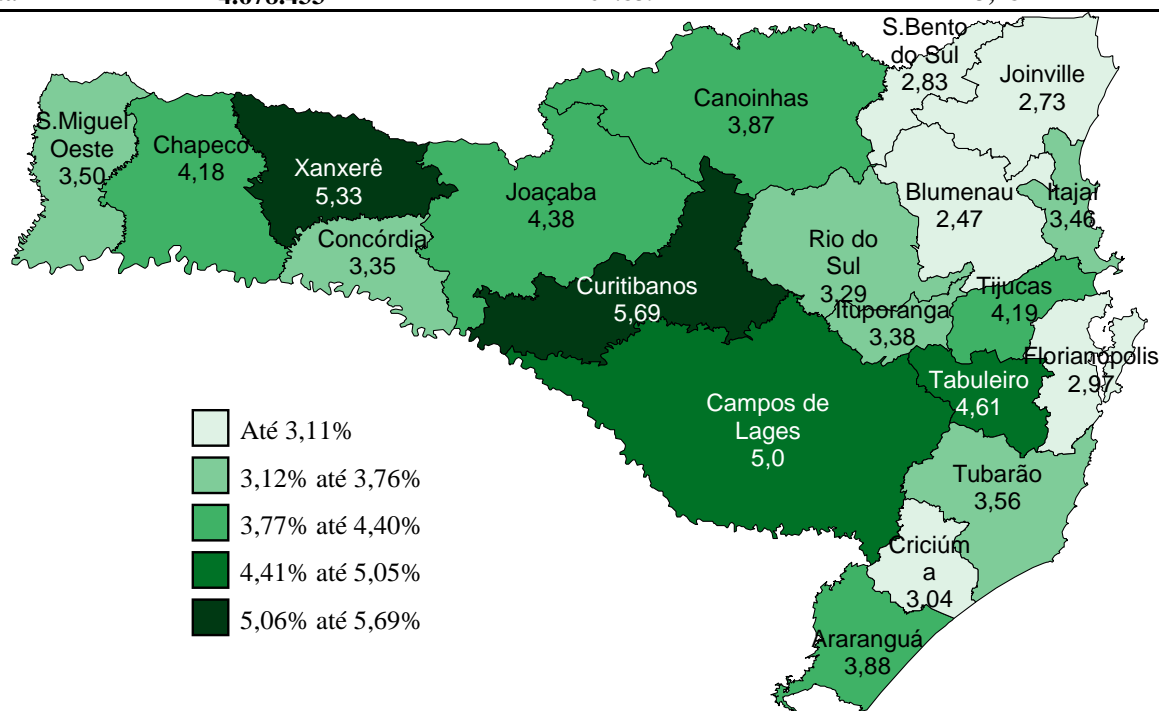 4.078.453
S.Bento
do Sul
2,83
Joinville
2,73
Canoinhas
3,87
S.Miguel
Oeste
3,50
Chapecó
4,18
Xanxerê
5,33
Joaçaba
4,38
Blumenau
2,47
Itajaí
3,46
Concórdia
3,35
Rio do
Sul
3,29
Curitibanos
5,69
Tijucas
4,19
Ituporanga
3,38
Florianópolis
2,97
Tabuleiro
4,61
Campos de
Lages
5,0
Tubarão
3,56
Criciúm
a
3,04
Araranguá
3,88
Até 3,11%
3,12% até 3,76%
3,77% até 4,40%
4,41% até 5,05%
5,06% até 5,69%